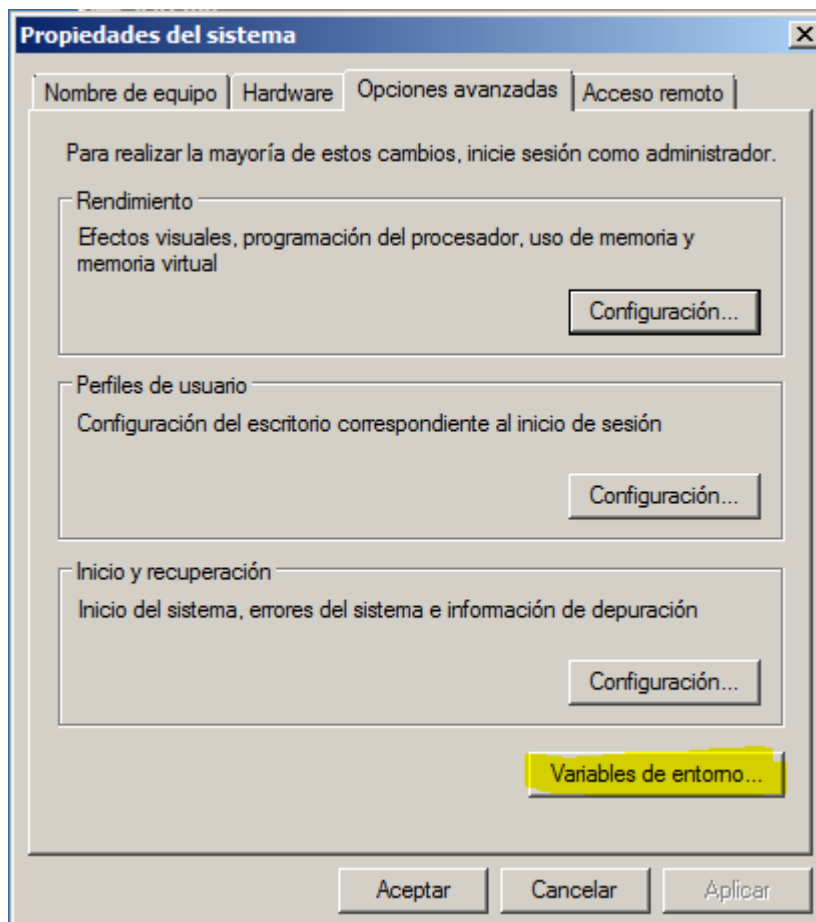 Propiedades del sistema
Nombre de equipo
Hardware
Opciones avanzadas
Acceso remoto
Para realizar la mayoría de estos cambios, inicie sesión como administrador.
Rendimiento
Efectos visuales, programación del procesador, uso de memoria y
memoria virtual
Configuración...
Perfiles de usuario
Configuración del escritorio correspondiente al inicio de sesión
Configuración...
Inicio y recuperación
Inicio del sistema, errores del sistema e información de depuración
Configuración...
Variables de entorno...
Aceptar
Cancelar
Aplicar